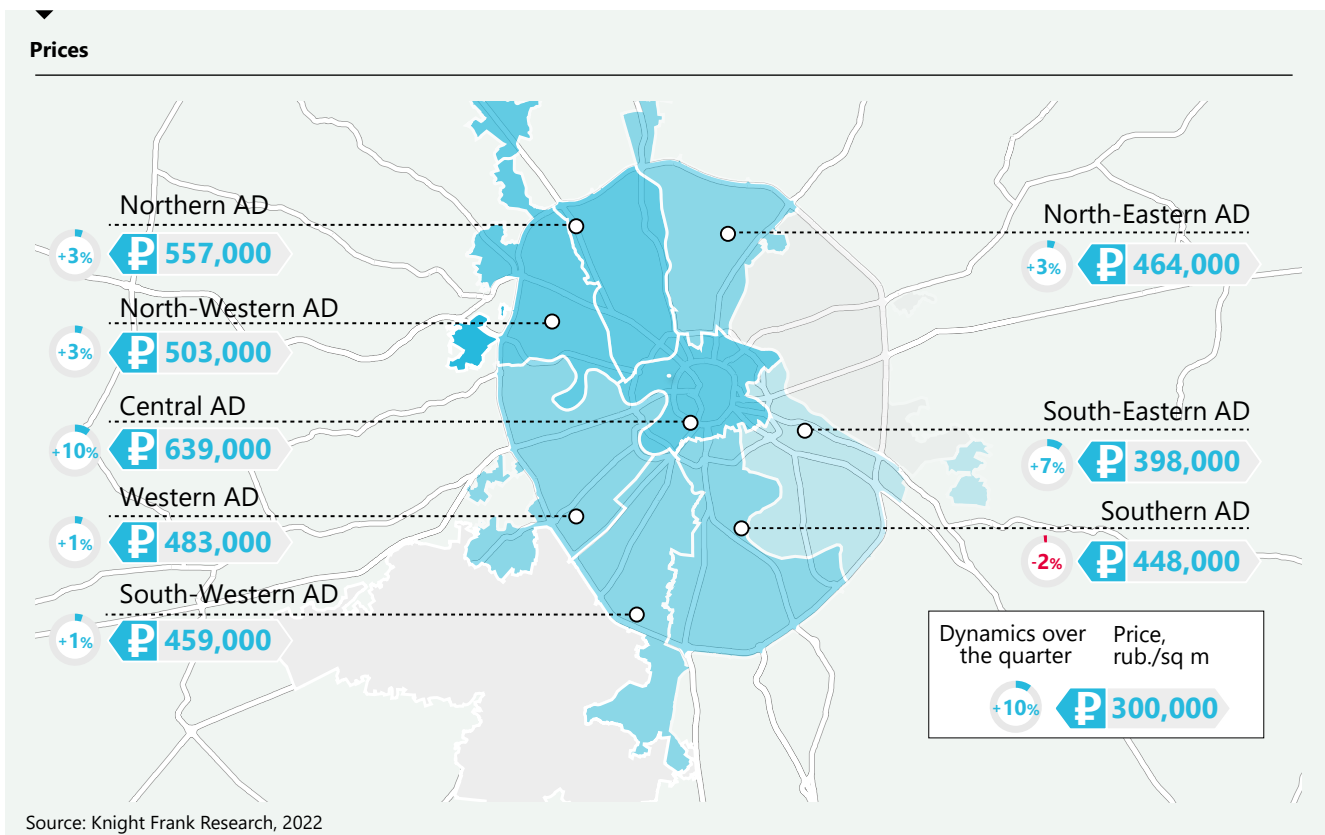 Prices
Northern AD
+3% ₽ 557,000
North-Western AD
+3% ₽ 503,000
Central AD
+10% ₽ 639,000
Western AD
+1% ₽ 483,000
South-Western AD
+1% ₽ 459,000
North-Eastern AD
+3% ₽ 464,000
South-Eastern AD
+7% ₽ 398,000
Southern AD
-2% ₽ 448,000
Dynamics over
the quarter
Price,
rub./sq m
+10% ₽ 300,000
Source: Knight Frank Research, 2022